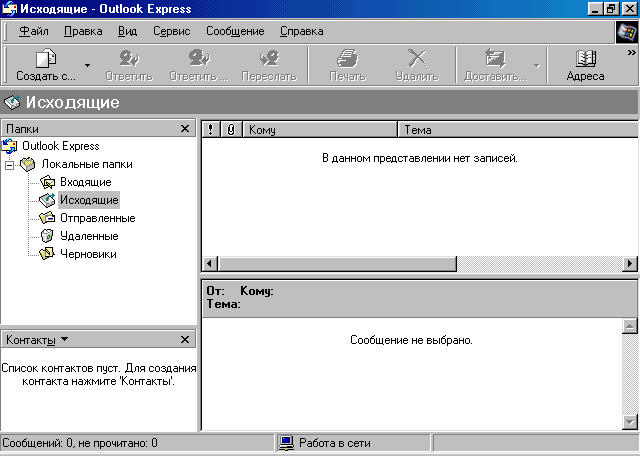 Исходящие - Outlook Express
Файл Правка Вид Сервис Сообщение Справка
Создать с... Ответить Ответить ... Переслать Печать Удалить Доставить... Адреса »
Исходящие
Папки
Outlook Express
Локальные папки
Входящие
Исходящие
Отправленные
Удаленные
Черновики
! Кому Тема
В данном представлении нет записей.
От: Кому:
Тема:
Сообщение не выбрано.
Контакты
Список контактов пуст. Для создания
контакта нажмите 'Контакты'.
Сообщений: 0, не прочитано: 0 Работа в сети